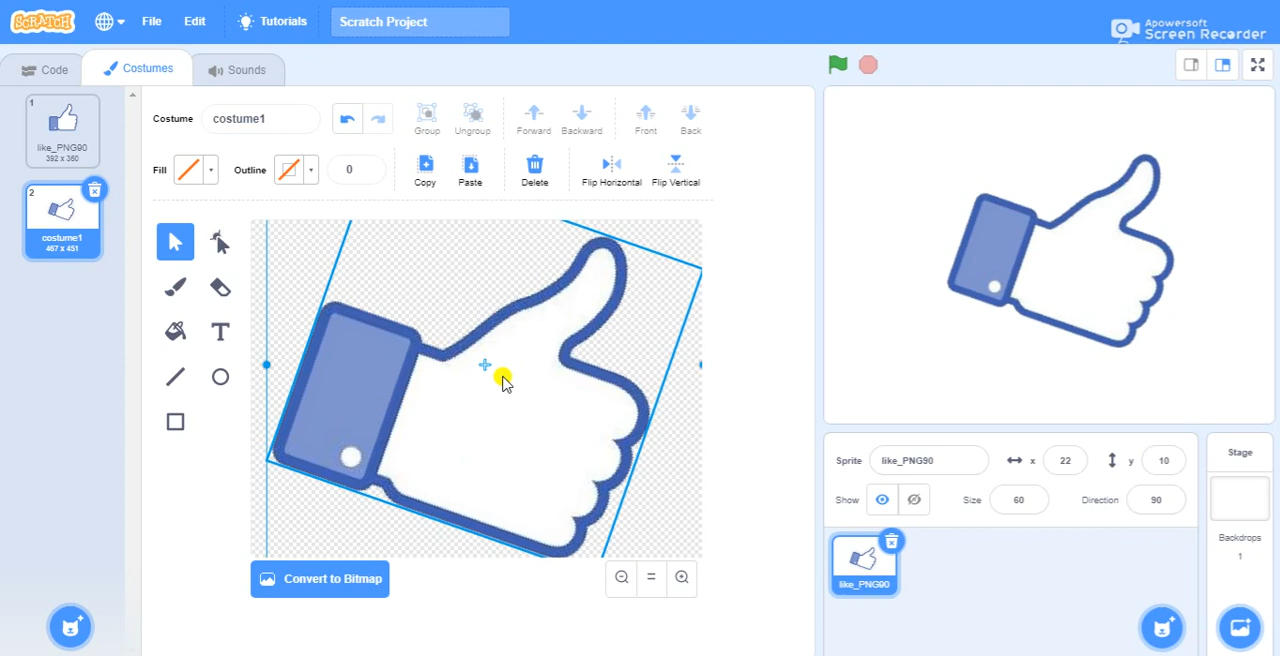 SCRATCH File Edit Tutorials Scratch Project
Apowersoft
Screen Recorder
Code Costumes Sounds
1
like_PNG90
392 x 360
2
costume1
467 x 451
Costume costume1
Group Ungroup Forward Backward Front Back
Fill Outline 0
Copy Paste Delete Flip Horizontal Flip Vertical
T
Convert to Bitmap
Sprite like_PNG90 x 22 y 10
Show Size 60 Direction 90
like_PNG90
Stage
Backdrops
1